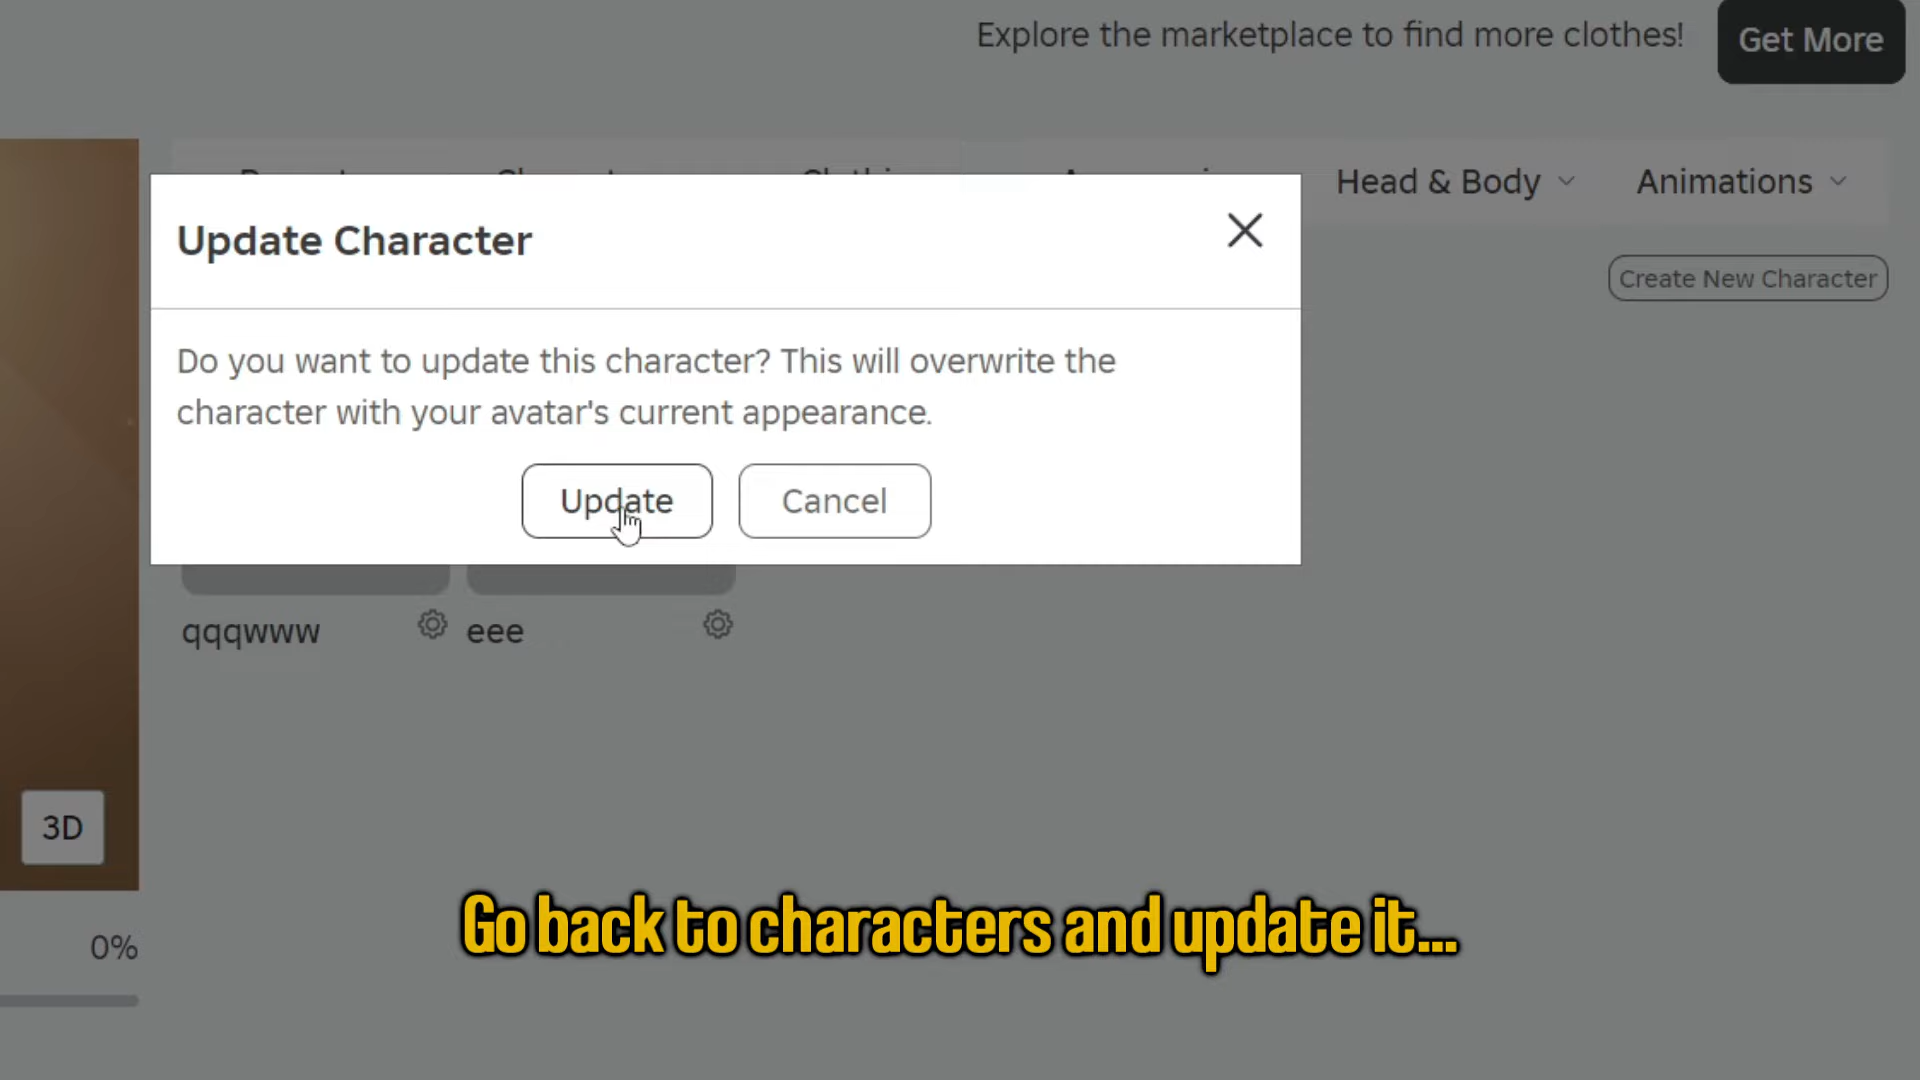 Explore the marketplace to find more clothes!
Get More
Head & Body
Animations
Update Character
Create New Character
Do you want to update this character? This will overwrite the
character with your avatar's current appearance.
Update
Cancel
qqqwww
eee
3D
Go back to characters and update it...
0%